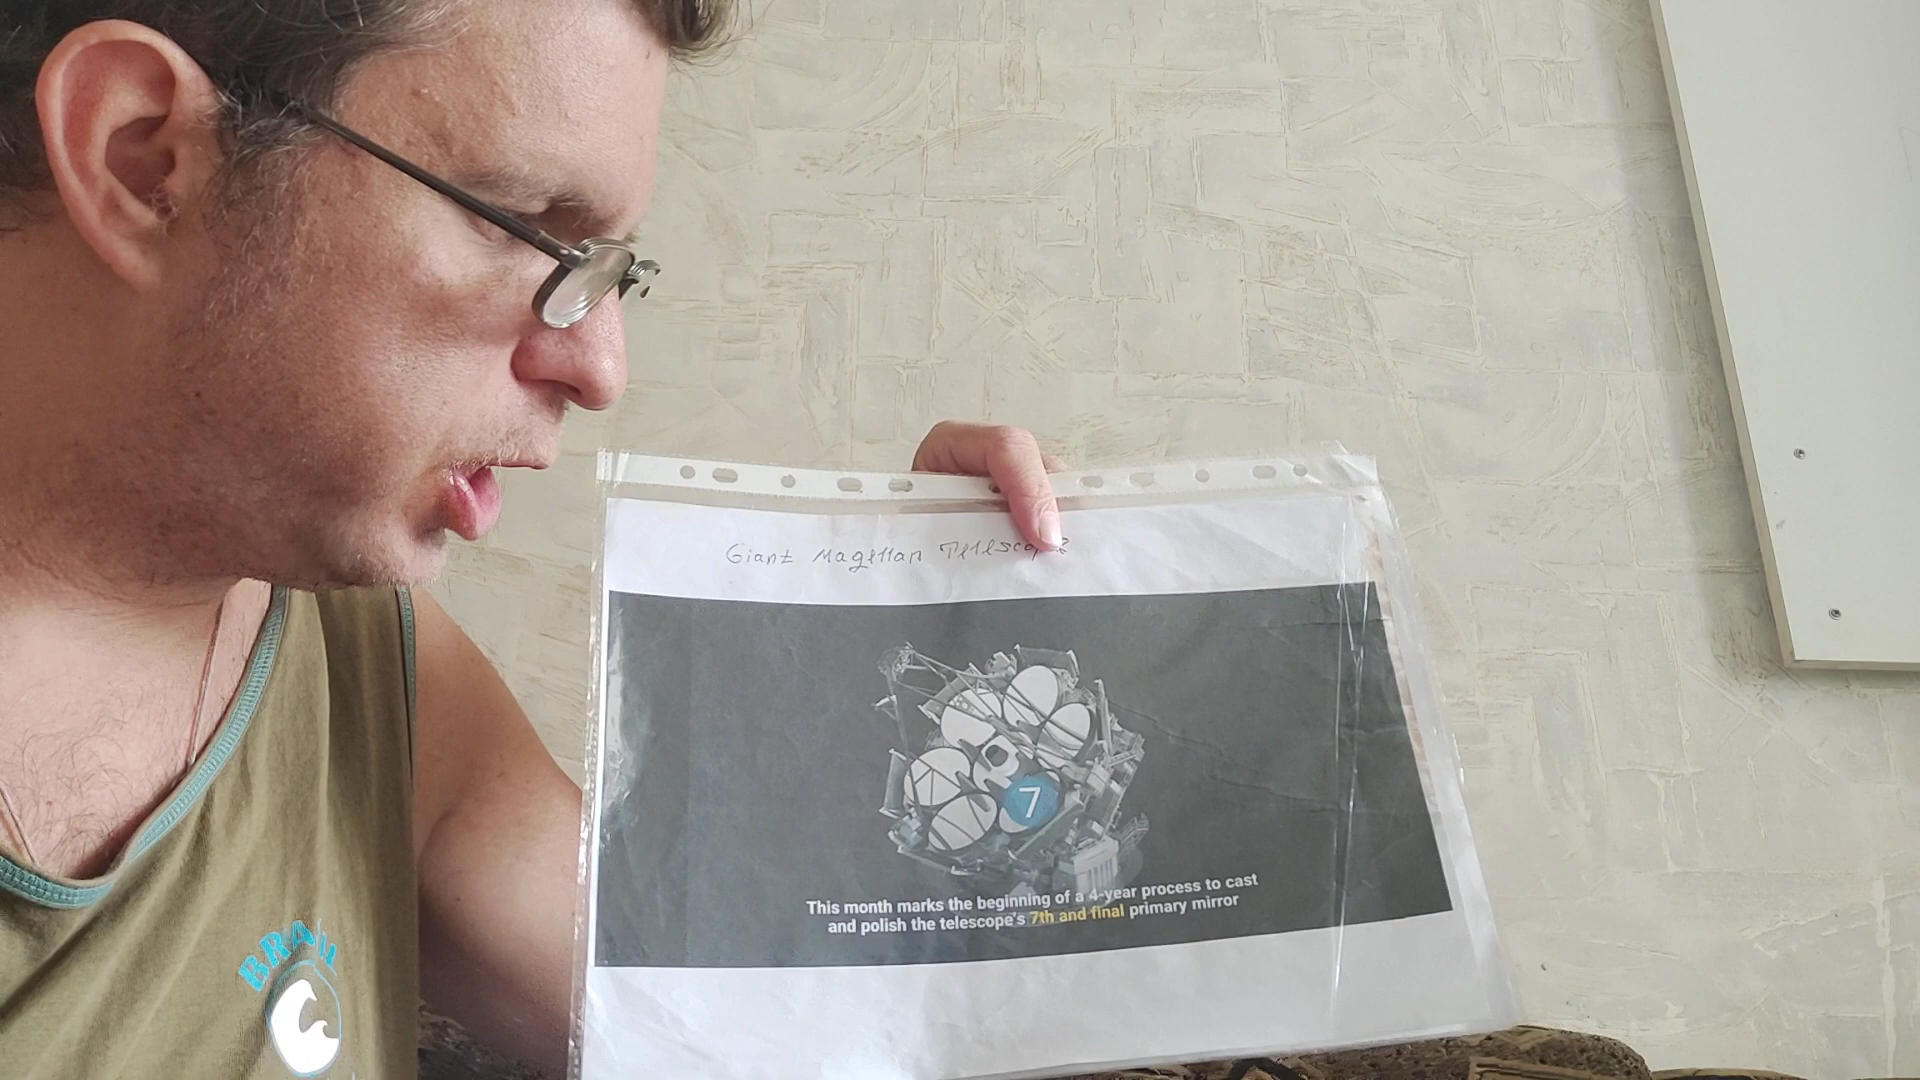 Giant Magellan Telescope
7
This month marks the beginning of a 4-year process to cast
and polish the telescope's 7th and final primary mirror